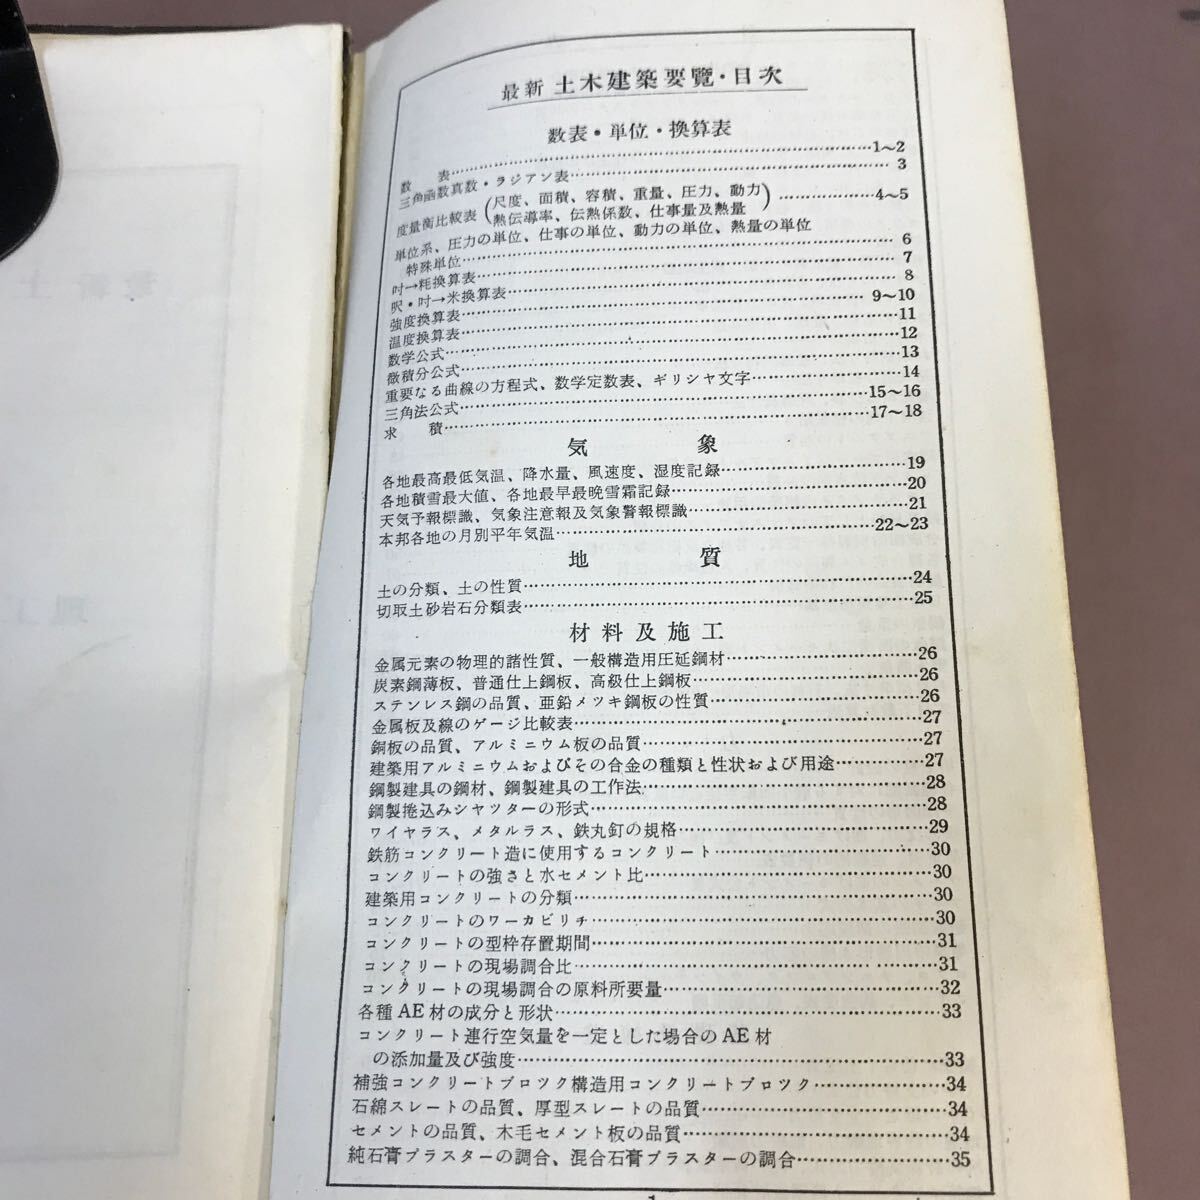 最新 土木建築要覽・目次
数表・単位・換算表
数　表……1〜2
三角函数真数・ラジアン表……3
度量衡比較表(尺度、面積、容積、重量、圧力、動力
熱伝導率、伝熱係数、仕事量及熱量)……4〜5
単位系、圧力の単位、仕事の単位、動力の単位、熱量の単位
特殊単位……6
吋→粍換算表……7
呎・吋→米換算表……8
強度換算表……9〜10
温度換算表……11
数学公式……12
微積分公式……13
重要なる曲線の方程式、数学定数表、ギリシヤ文字……14
三角法公式……15〜16
求　積……17〜18
気　象
各地最高最低気温、降水量、風速度、湿度記録……19
各地積雪最大値、各地最早最晩雪霜記録……20
天気予報標識、気象注意報及気象警報標識……21
本邦各地の月別平年気温……22〜23
地　質
土の分類、土の性質……24
切取土砂岩石分類表……25
材料及施工
金属元素の物理的諸性質、一般構造用圧延鋼材……26
炭素鋼薄板、普通仕上鋼板、高級仕上鋼板……26
ステンレス鋼の品質、亜鉛メツキ鋼板の性質……26
金属板及線のゲージ比較表……27
銅板の品質、アルミニウム板の品質……27
建築用アルミニウムおよびその合金の種類と性状および用途……27
鋼製建具の鋼材、鋼製建具の工作法……28
鋼製捲込みシヤツターの形式……28
ワイヤラス、メタルラス、鉄丸釘の規格……29
鉄筋コンクリート造に使用するコンクリート……30
コンクリートの強さと水セメント比……30
建築用コンクリートの分類……30
コンクリートのワーカビリチ……30
コンクリートの型枠存置期間……31
コンクリートの現場調合比……31
コンクリートの現場調合の原料所要量……32
各種AE材の成分と形状……33
コンクリート連行空気量を一定とした場合のAE材
の添加量及び強度……33
補強コンクリートブロツク構造用コンクリートブロツク……34
石綿スレートの品質、厚型スレートの品質……34
セメントの品質、木毛セメント板の品質……34
純石膏プラスターの調合、混合石膏プラスターの調合……35